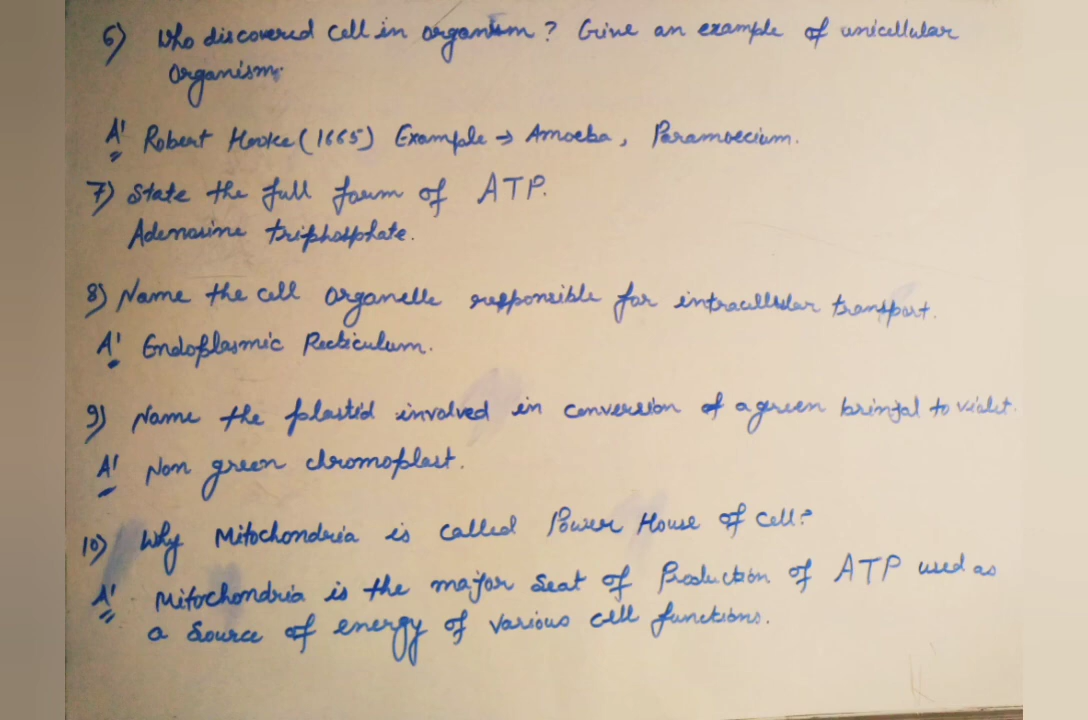 6) Who discovered cell in organism? Give an example of unicellular
Organism.
A' Robert Hooke (1665) Example → Amoeba, Paramoecium.
7) State the full form of ATP.
Adenosine triphosphate.
8) Name the cell organelle responsible for intracellular transport.
A' Endoplasmic Recticulum.
9) Name the plastid involved in conversion of a green brinjal to violet.
A' Non green chromoplast.
10) Why Mitochondria is called Power House of cell?
A' Mitochondria is the major seat of Production of ATP used as
a source of energy of various cell functions.